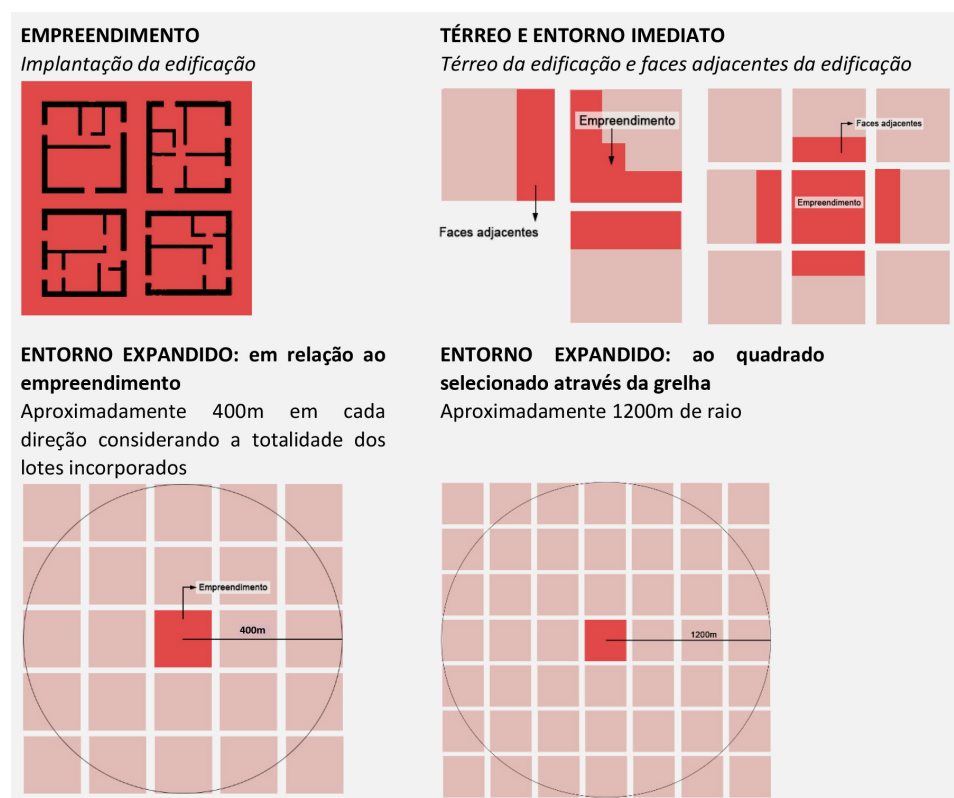 EMPREENDIMENTO
Implantação da edificação
TÉRREO E ENTORNO IMEDIATO
Térreo da edificação e faces adjacentes da edificação
Empreendimento
Faces adjacentes
Faces adjacentes
Empreendimento
ENTORNO EXPANDIDO: em relação ao
empreendimento
Aproximadamente 400m em cada
direção considerando a totalidade dos
lotes incorporados
Empreendimento
400m
ENTORNO EXPANDIDO: ao quadrado
selecionado através da grelha
Aproximadamente 1200m de raio
1200m